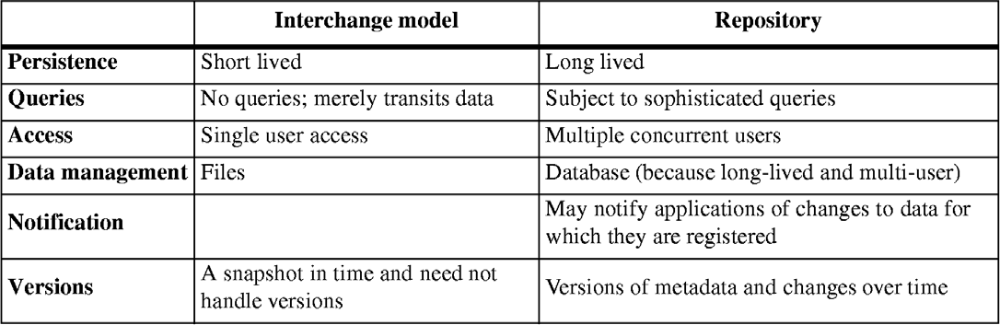 Interchange model Repository
Persistence Short lived Long lived
Queries No queries; merely transits data Subject to sophisticated queries
Access Single user access Multiple concurrent users
Data management Files Database (because long-lived and multi-user)
Notification May notify applications of changes to data for
which they are registered
Versions A snapshot in time and need not
handle versions Versions of metadata and changes over time